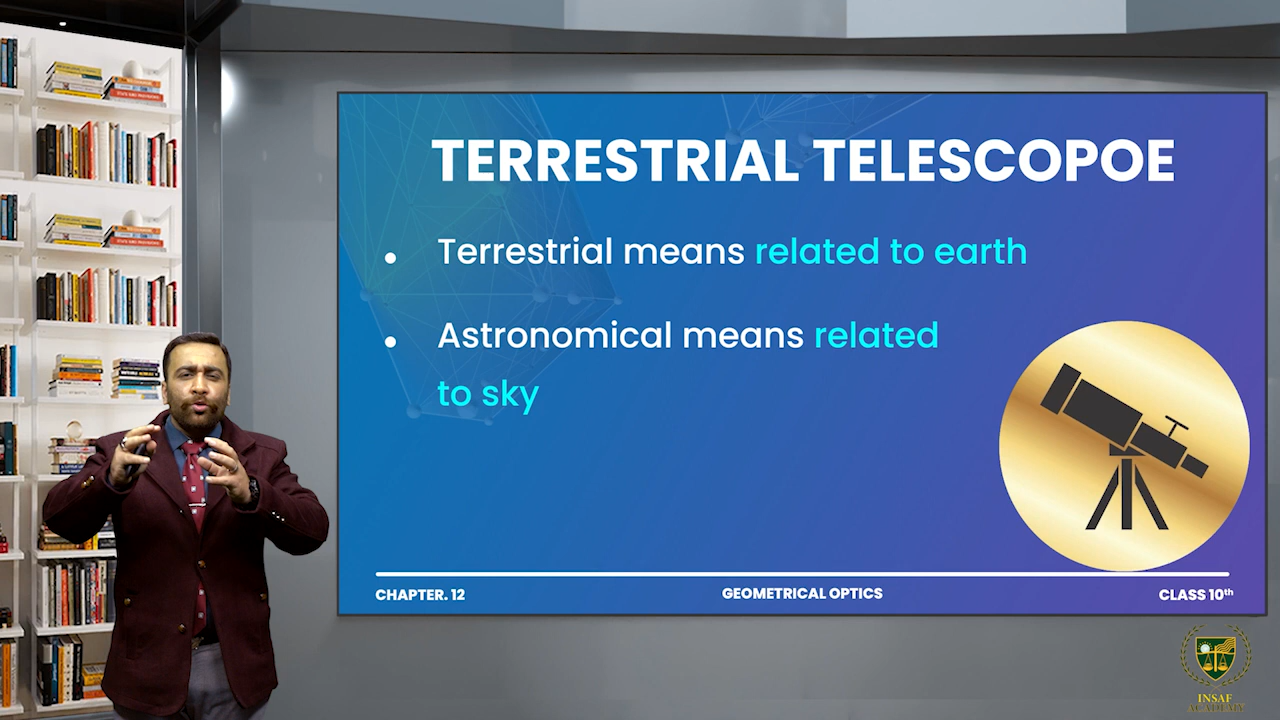 TERRESTRIAL TELESCOPOE
• Terrestrial means related to earth
• Astronomical means related
to sky
CHAPTER. 12
GEOMETRICAL OPTICS
CLASS 10th
INSAF
ACADEMY